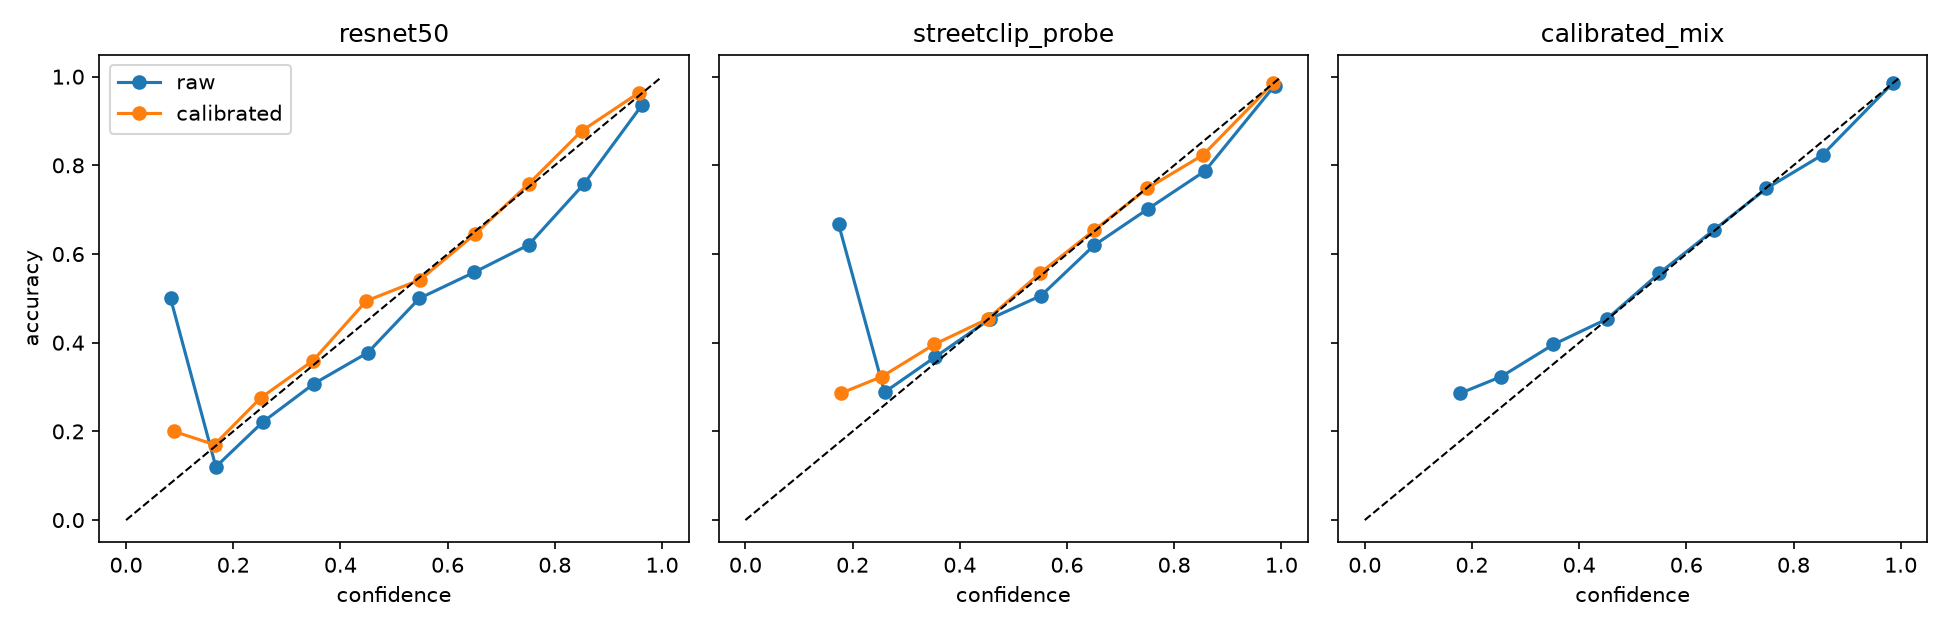 resnet50
streetclip_probe
calibrated_mix
raw
calibrated
accuracy
1.0
0.8
0.6
0.4
0.2
0.0
0.0 0.2 0.4 0.6 0.8 1.0
0.0 0.2 0.4 0.6 0.8 1.0
0.0 0.2 0.4 0.6 0.8 1.0
confidence
confidence
confidence